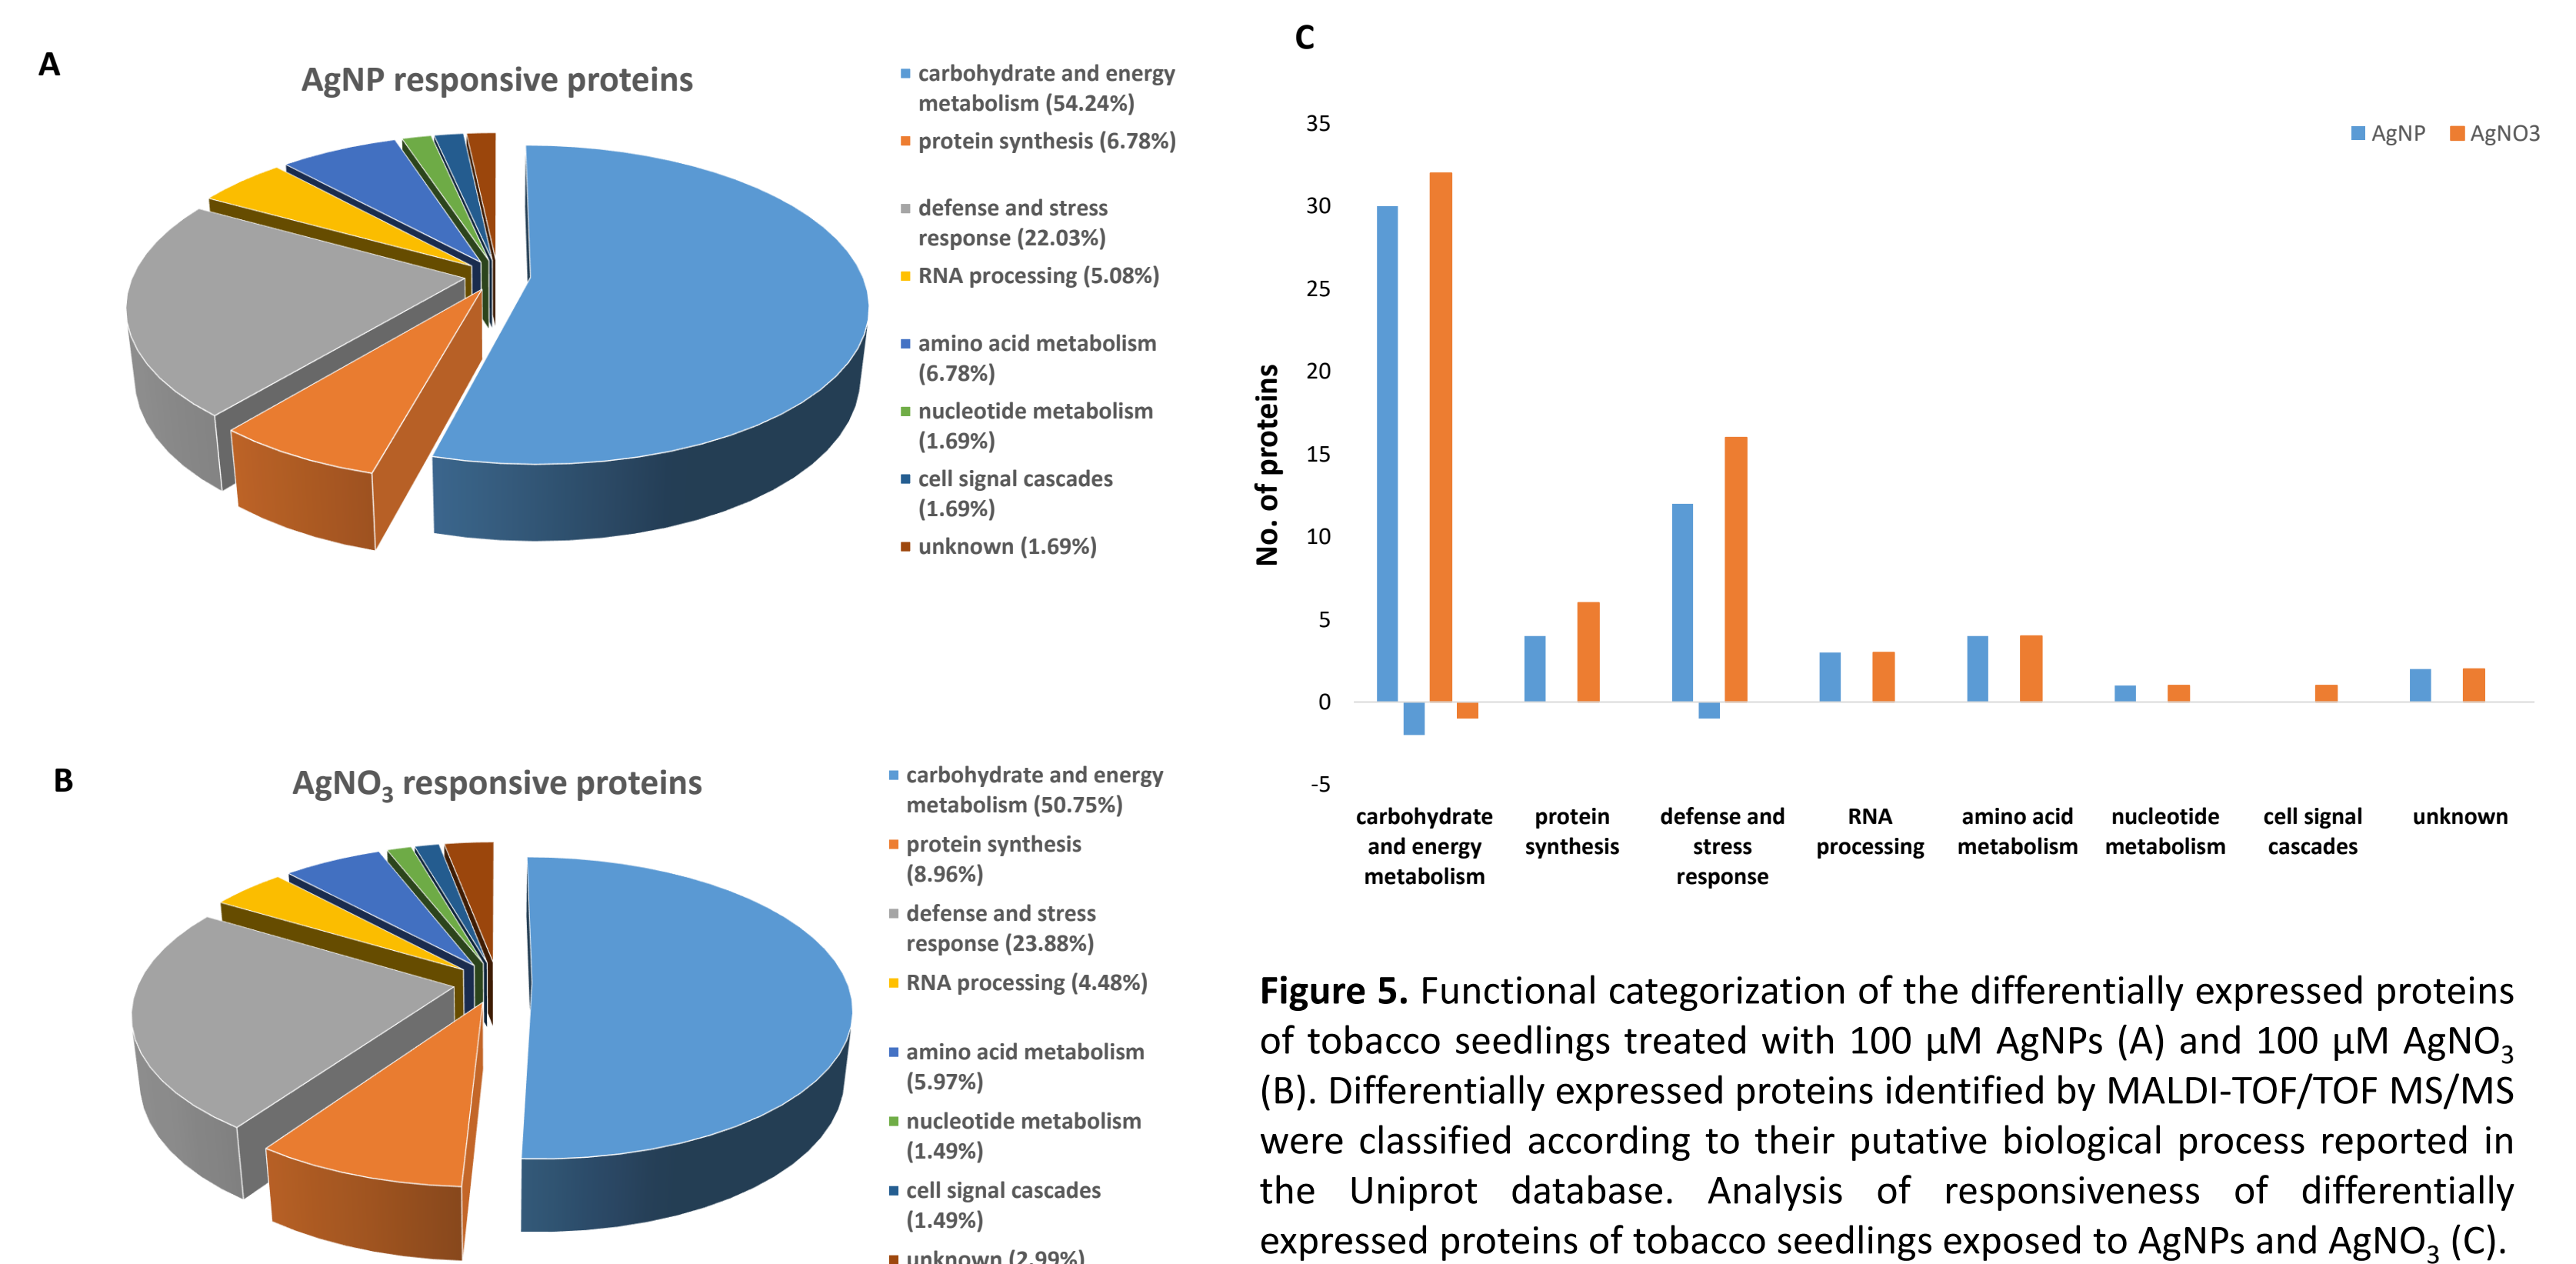 A
AgNP responsive proteins
carbohydrate and energy
metabolism (54.24%)
protein synthesis (6.78%)
defense and stress
response (22.03%)
RNA processing (5.08%)
amino acid metabolism
(6.78%)
nucleotide metabolism
(1.69%)
cell signal cascades
(1.69%)
unknown (1.69%)
B
AgNO₃ responsive proteins
carbohydrate and energy
metabolism (50.75%)
protein synthesis
(8.96%)
defense and stress
response (23.88%)
RNA processing (4.48%)
amino acid metabolism
(5.97%)
nucleotide metabolism
(1.49%)
cell signal cascades
(1.49%)
unknown (2.99%)
C
AgNP AgNO3
No. of proteins
35
30
25
20
15
10
5
0
-5
carbohydrate and energy metabolism
protein synthesis
defense and stress response
RNA processing
amino acid metabolism
nucleotide metabolism
cell signal cascades
unknown
Figure 5. Functional categorization of the differentially expressed proteins
of tobacco seedlings treated with 100 µM AgNPs (A) and 100 µM AgNO₃
(B). Differentially expressed proteins identified by MALDI-TOF/TOF MS/MS
were classified according to their putative biological process reported in
the Uniprot database. Analysis of responsiveness of differentially
expressed proteins of tobacco seedlings exposed to AgNPs and AgNO₃ (C).